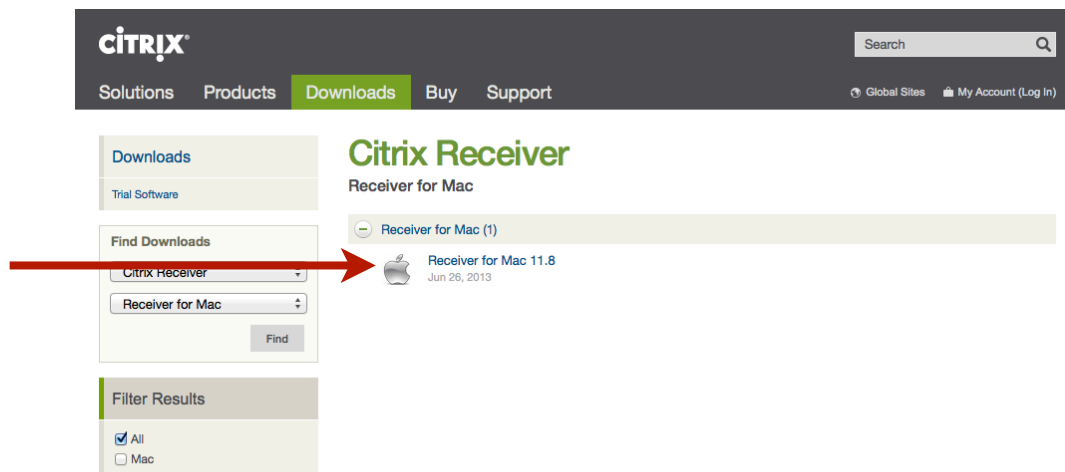 CİTRỊX®
Search
Solutions Products Downloads Buy Support
Global Sites My Account (Log In)
Downloads
Trial Software
Find Downloads
Citrix Receiver
Receiver for Mac
Find
Filter Results
All
Mac
Citrix Receiver
Receiver for Mac
Receiver for Mac (1)
Receiver for Mac 11.8
Jun 26, 2013